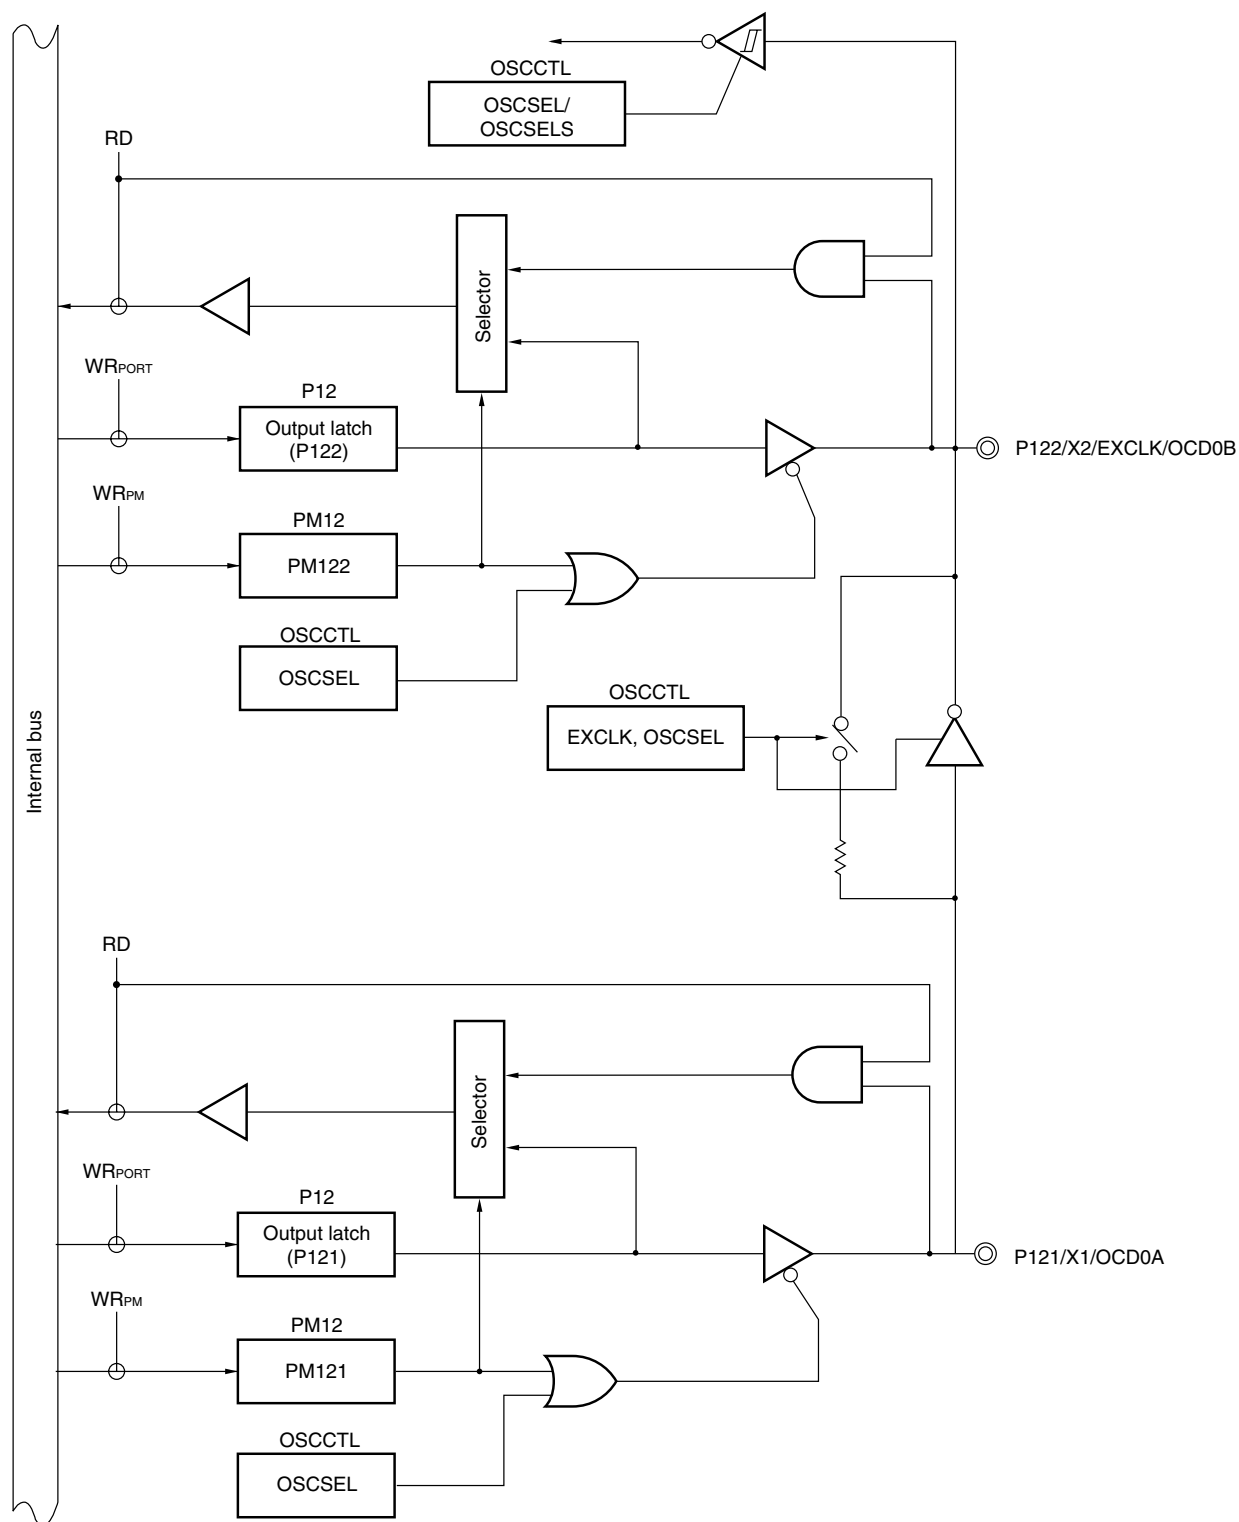 OSCCTL
OSCSEL/
OSCSELS
RD
Selector
WRPORT
P12
Output latch
(P122)
P122/X2/EXCLK/OCD0B
WRPM
PM12
PM122
OSCCTL
OSCSEL
OSCCTL
EXCLK, OSCSEL
Internal bus
RD
Selector
WRPORT
P12
Output latch
(P121)
P121/X1/OCD0A
WRPM
PM12
PM121
OSCCTL
OSCSEL